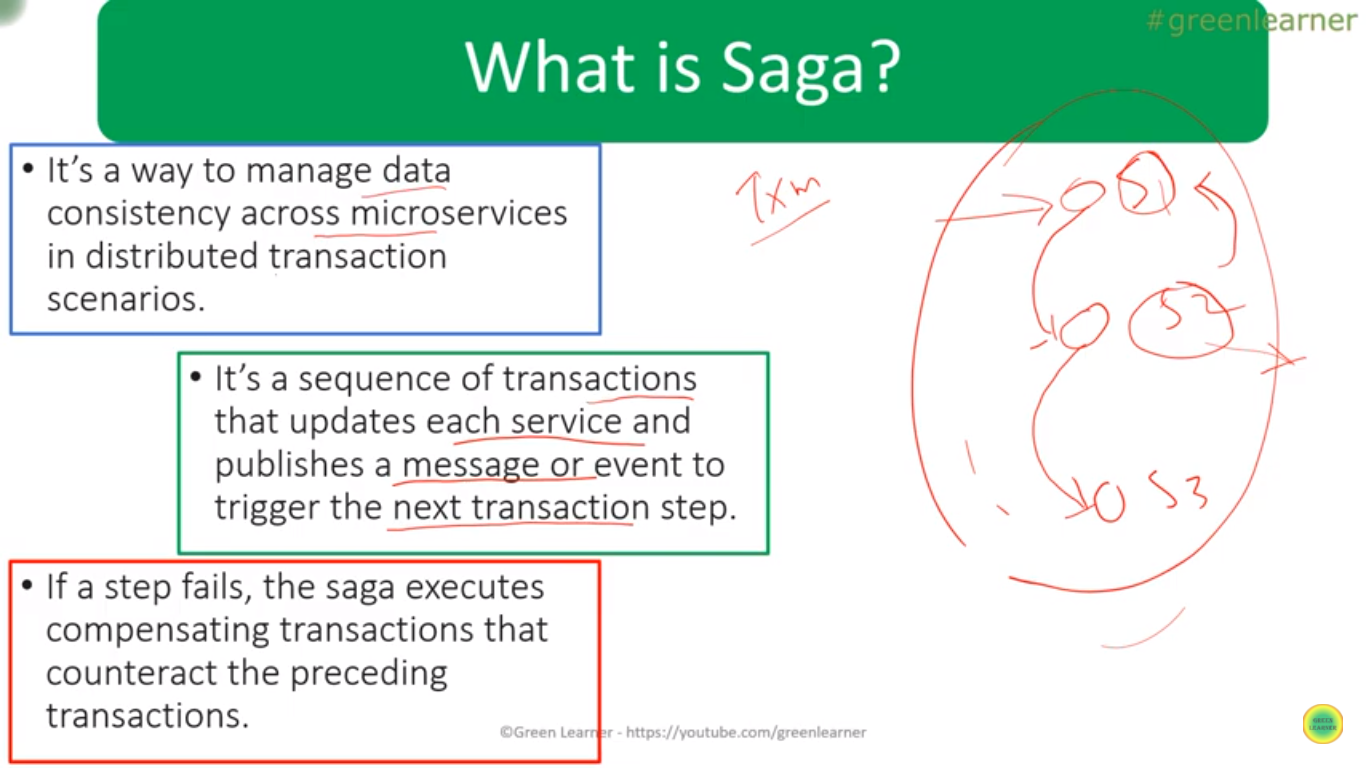 #greenlearner
What is Saga?
• It's a way to manage data
consistency across microservices
in distributed transaction
scenarios.
Txn
S1
S2
• It's a sequence of transactions
that updates each service and
publishes a message or event to
trigger the next transaction step.
S3
• If a step fails, the saga executes
compensating transactions that
counteract the preceding
transactions.
©Green Learner - https://youtube.com/greenlearner
GREEN
LEARNER